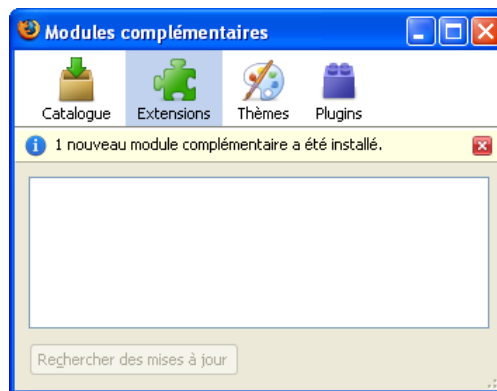 Modules complémentaires
Catalogue Extensions Thèmes Plugins
1 nouveau module complémentaire a été installé.
Rechercher des mises à jour